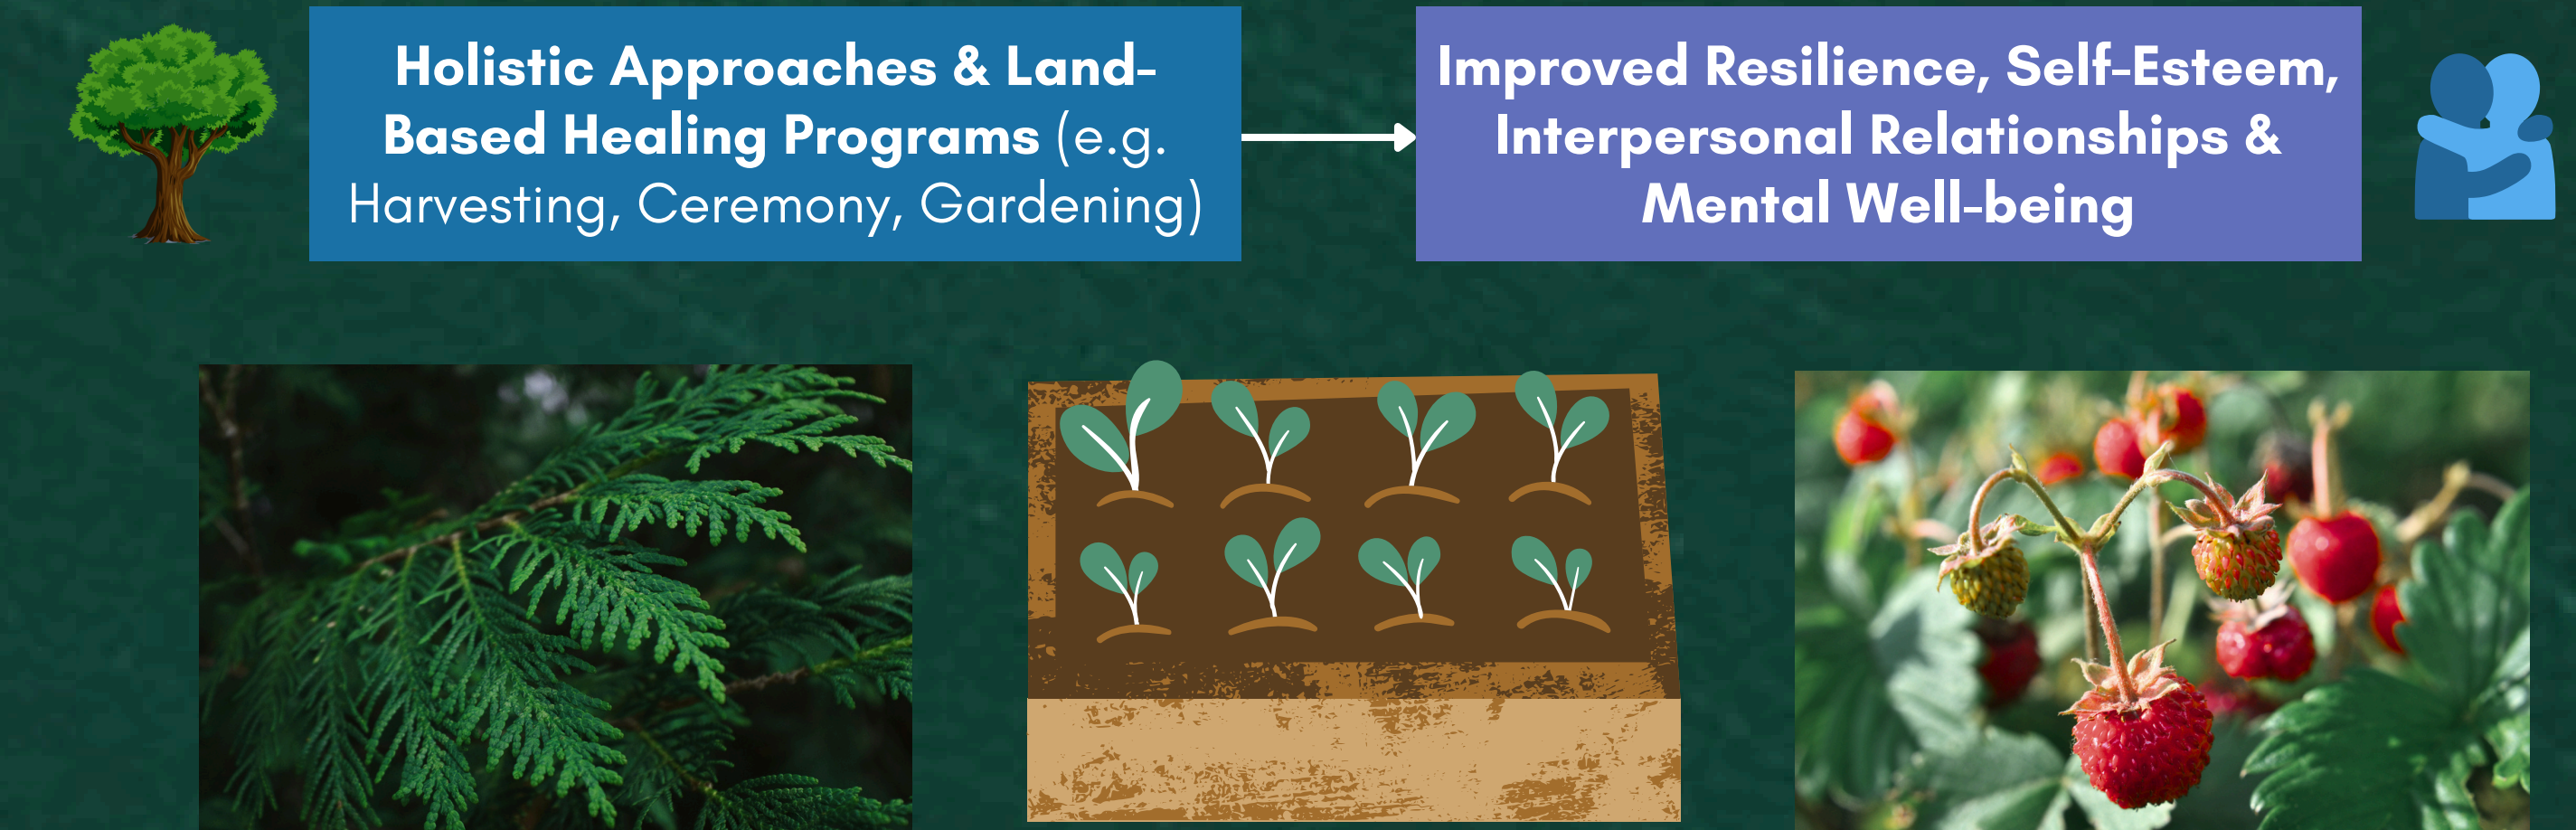 Holistic Approaches & Land-
Based Healing Programs (e.g.
Harvesting, Ceremony, Gardening)
Improved Resilience, Self-Esteem,
Interpersonal Relationships &
Mental Well-being